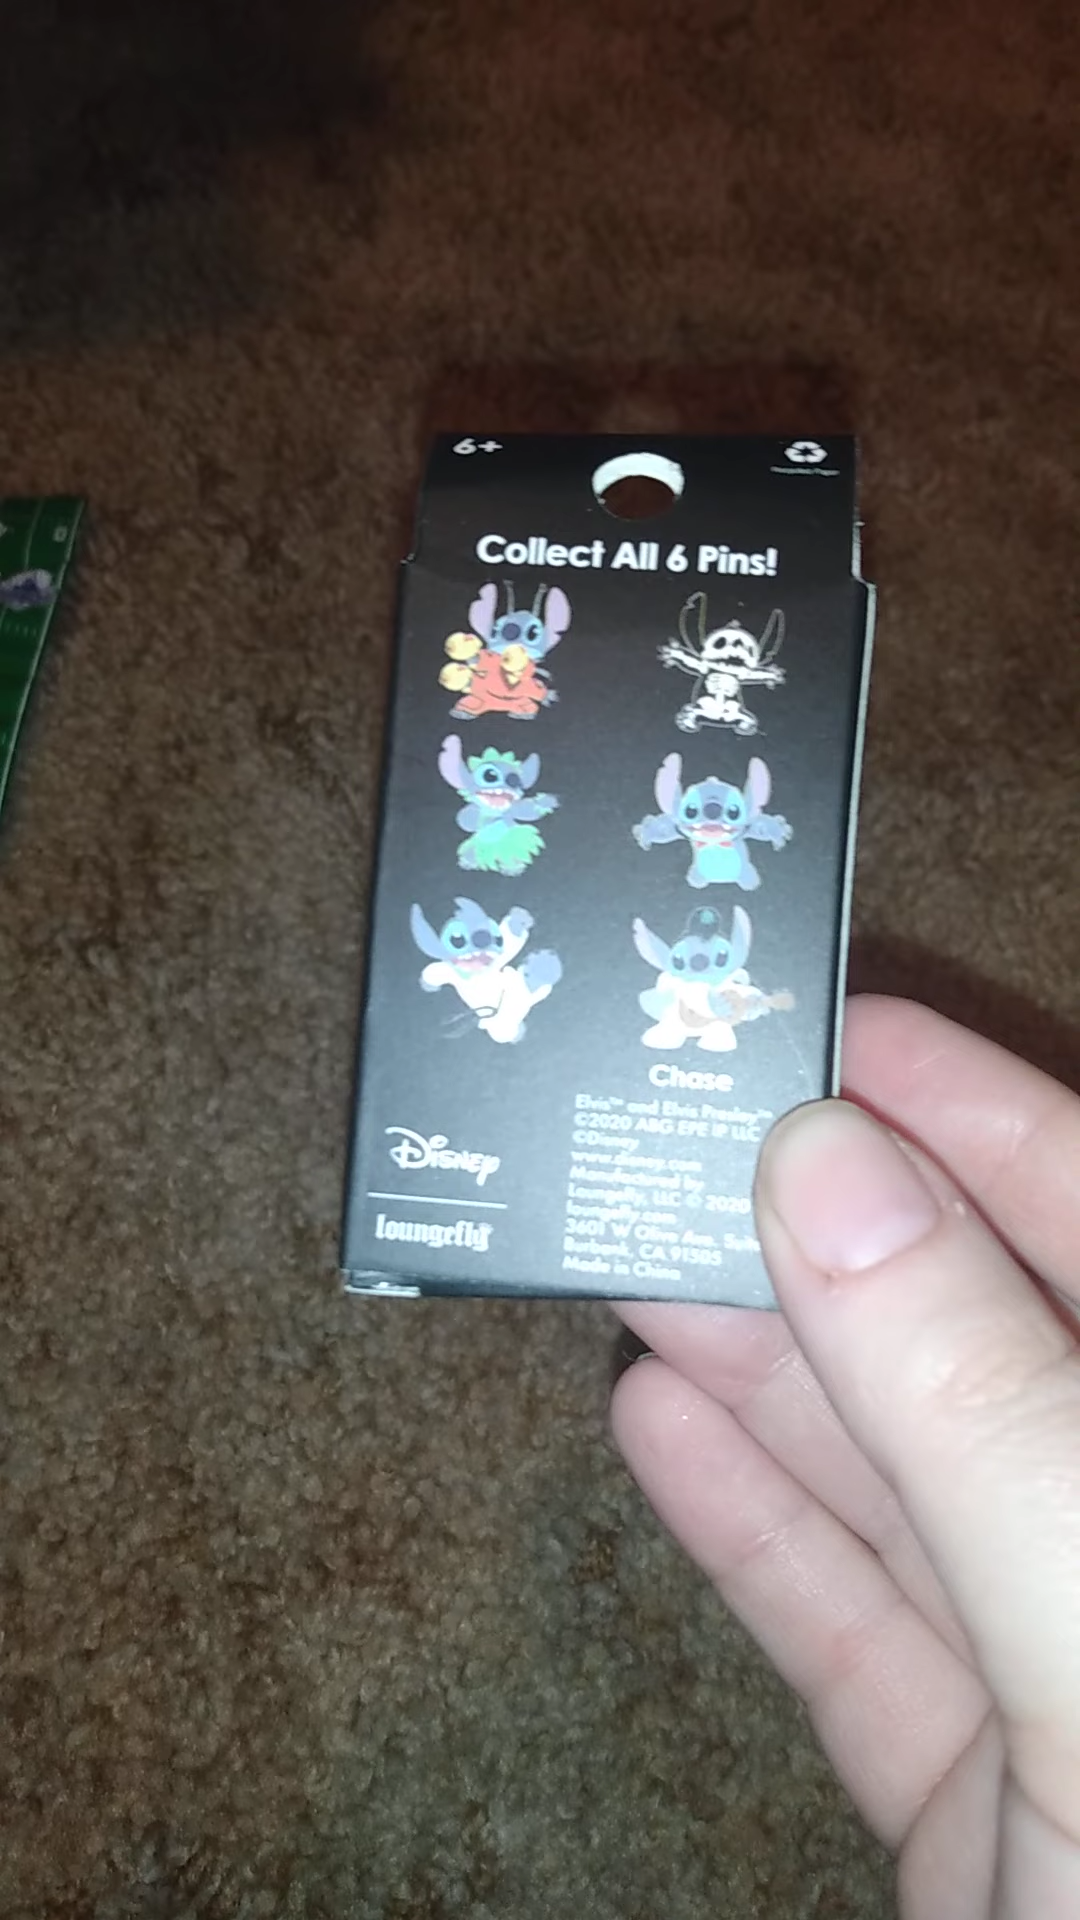 6+
Recycled Paper
Collect All 6 Pins!
Chase
Elvis™ and Elvis Presley™
©2020 ABG EPE IP LLC
©Disney
www.disney.com
Manufactured by
Loungefly, LLC © 2020
loungefly.com
3601 W Olive Ave. Suite
Burbank, CA 91505
Made in China
Disney
loungefly